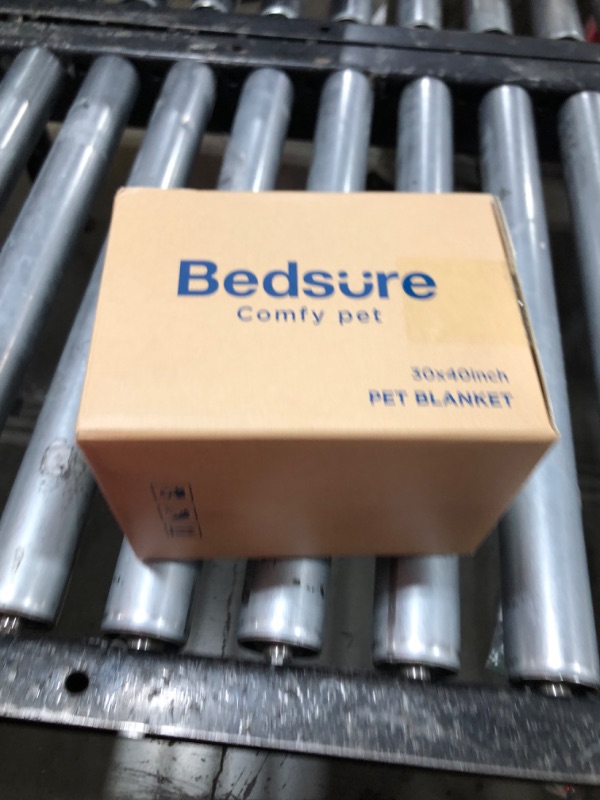 Bedsure
Comfy pet
30x40inch
PET BLANKET